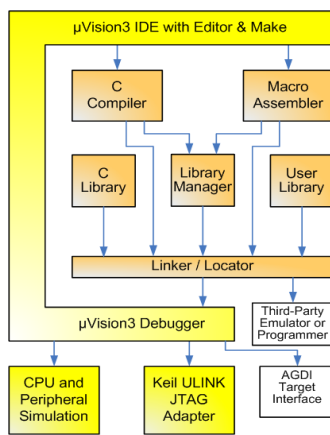 µVision3 IDE with Editor & Make
C
Compiler
Macro
Assembler
C
Library
Library
Manager
User
Library
Linker / Locator
µVision3 Debugger
Third-Party
Emulator or
Programmer
CPU and
Peripheral
Simulation
Keil ULINK
JTAG
Adapter
AGDI
Target
Interface